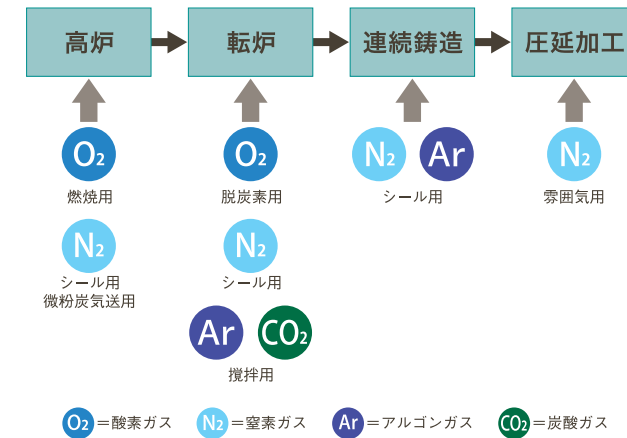 高炉
転炉
連続鋳造
圧延加工
O2
O2
N2
Ar
N2
燃焼用
脱炭素用
シール用
雰囲気用
N2
N2
シール用
微粉炭気送用
シール用
Ar
CO2
撹拌用
O2＝酸素ガス
N2＝窒素ガス
Ar＝アルゴンガス
CO2＝炭酸ガス